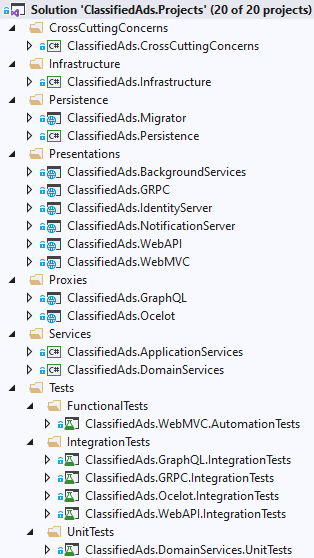 Solution 'ClassifiedAds.Projects' (20 of 20 projects)
CrossCuttingConcerns
C# ClassifiedAds.CrossCuttingConcerns
Infrastructure
C# ClassifiedAds.Infrastructure
Persistence
ClassifiedAds.Migrator
C# ClassifiedAds.Persistence
Presentations
ClassifiedAds.BackgroundServices
ClassifiedAds.GRPC
ClassifiedAds.IdentityServer
ClassifiedAds.NotificationServer
ClassifiedAds.WebAPI
ClassifiedAds.WebMVC
Proxies
ClassifiedAds.GraphQL
ClassifiedAds.Ocelot
Services
C# ClassifiedAds.ApplicationServices
C# ClassifiedAds.DomainServices
Tests
FunctionalTests
ClassifiedAds.WebMVC.AutomationTests
IntegrationTests
ClassifiedAds.GraphQL.IntegrationTests
ClassifiedAds.GRPC.IntegrationTests
ClassifiedAds.Ocelot.IntegrationTests
ClassifiedAds.WebAPI.IntegrationTests
UnitTests
ClassifiedAds.DomainServices.UnitTests